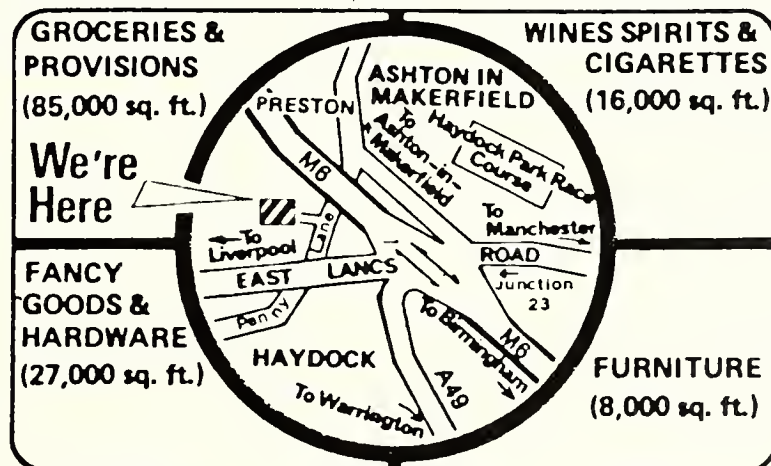 GROCERIES &
PROVISIONS
(85,000 sq. ft.)
WINES SPIRITS &
CIGARETTES
(16,000 sq. ft.)
We're
Here
FANCY
GOODS &
HARDWARE
(27,000 sq. ft.)
FURNITURE
(8,000 sq. ft.)
PRESTON
ASHTON IN
MAKERFIELD
To
Ashton-in-
Makerfield
Haydock Park Race
Course
M6
To
Manchester
To
Liverpool
Lane
EAST LANCS ROAD
Junction
23
Penny
HAYDOCK
To Birmingham
M6
A49
To Warrington